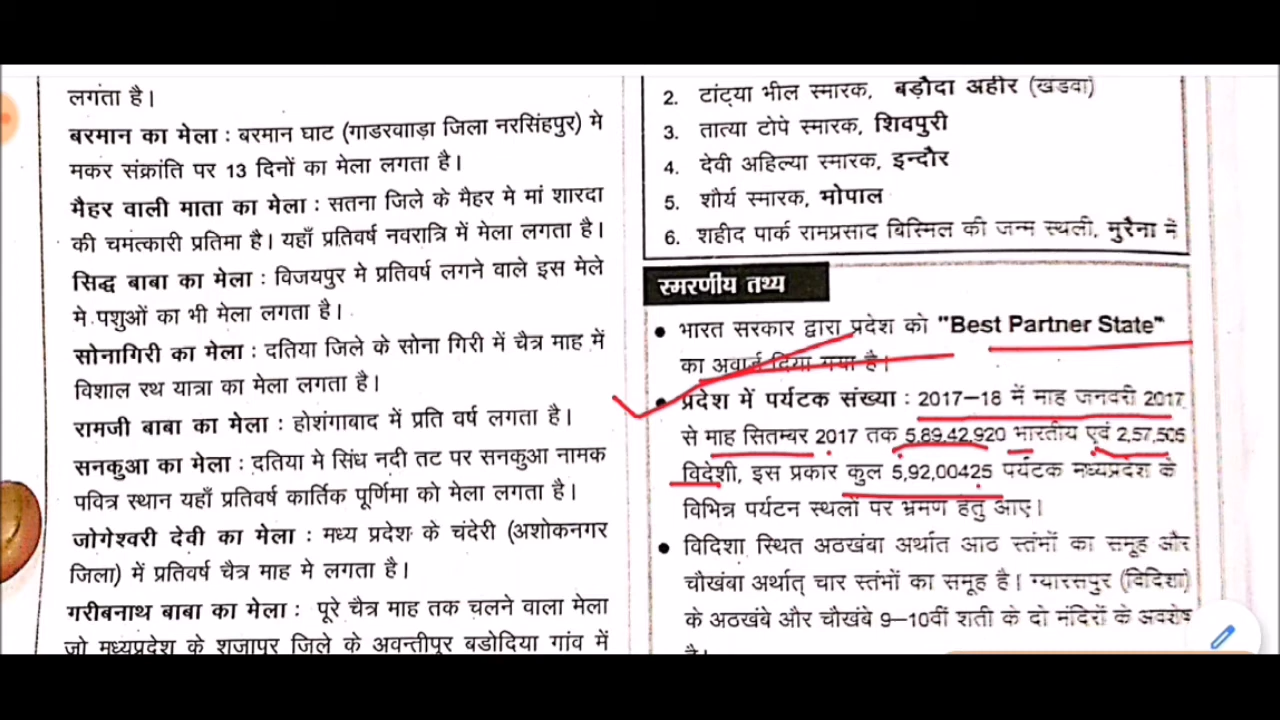 लगता है।
बरमान का मेला : बरमान घाट (गाडरवााड़ा जिला नरसिंहपुर) मे
मकर संक्रांति पर 13 दिनों का मेला लगता है।
मैहर वाली माता का मेला : सतना जिले के मैहर मे मां शारदा
की चमत्कारी प्रतिमा है। यहाँ प्रतिवर्ष नवरात्रि में मेला लगता है।
सिद्ध बाबा का मेला : विजयपुर मे प्रतिवर्ष लगने वाले इस मेले
मे पशुओं का भी मेला लगता है।
सोनागिरी का मेला : दतिया जिले के सोना गिरी में चैत्र माह में
विशाल रथ यात्रा का मेला लगता है।
रामजी बाबा का मेला : होशंगाबाद में प्रति वर्ष लगता है।
सनकुआ का मेला : दतिया मे सिंध नदी तट पर सनकुआ नामक
पवित्र स्थान यहाँ प्रतिवर्ष कार्तिक पूर्णिमा को मेला लगता है।
जोगेश्वरी देवी का मेला : मध्य प्रदेश के चंदेरी (अशोकनगर
जिला) में प्रतिवर्ष चैत्र माह मे लगता है।
गरीबनाथ बाबा का मेला : पूरे चैत्र माह तक चलने वाला मेला
जो मध्यप्रदेश के शजापुर जिले के अवन्तीपुर बडोदिया गांव में
2. टांट्या भील स्मारक, बड़ौदा अहीर (खंडवा)
3. तात्या टोपे स्मारक, शिवपुरी
4. देवी अहिल्या स्मारक, इन्दौर
5. शौर्य स्मारक, भोपाल
6. शहीद पार्क रामप्रसाद बिस्मिल की जन्म स्थली, मुरैना में
स्मरणीय तथ्य
● भारत सरकार द्वारा प्रदेश को "Best Partner State"
का अवार्ड दिया गया है।
● प्रदेश में पर्यटक संख्या : 2017–18 में माह जनवरी 2017
से माह सितम्बर 2017 तक 5,89,42,920 भारतीय एवं 2,57,505
विदेशी, इस प्रकार कुल 5,92,00425 पर्यटक मध्यप्रदेश के
विभिन्न पर्यटन स्थलों पर भ्रमण हेतु आए।
● विदिशा स्थित अठखंबा अर्थात आठ स्तंभों का समूह और
चौखंबा अर्थात् चार स्तंभों का समूह है। ग्यारसपुर (विदिशा)
के अठखंबे और चौखंबे 9–10वीं शती के दो मंदिरों के अवशेष
है।